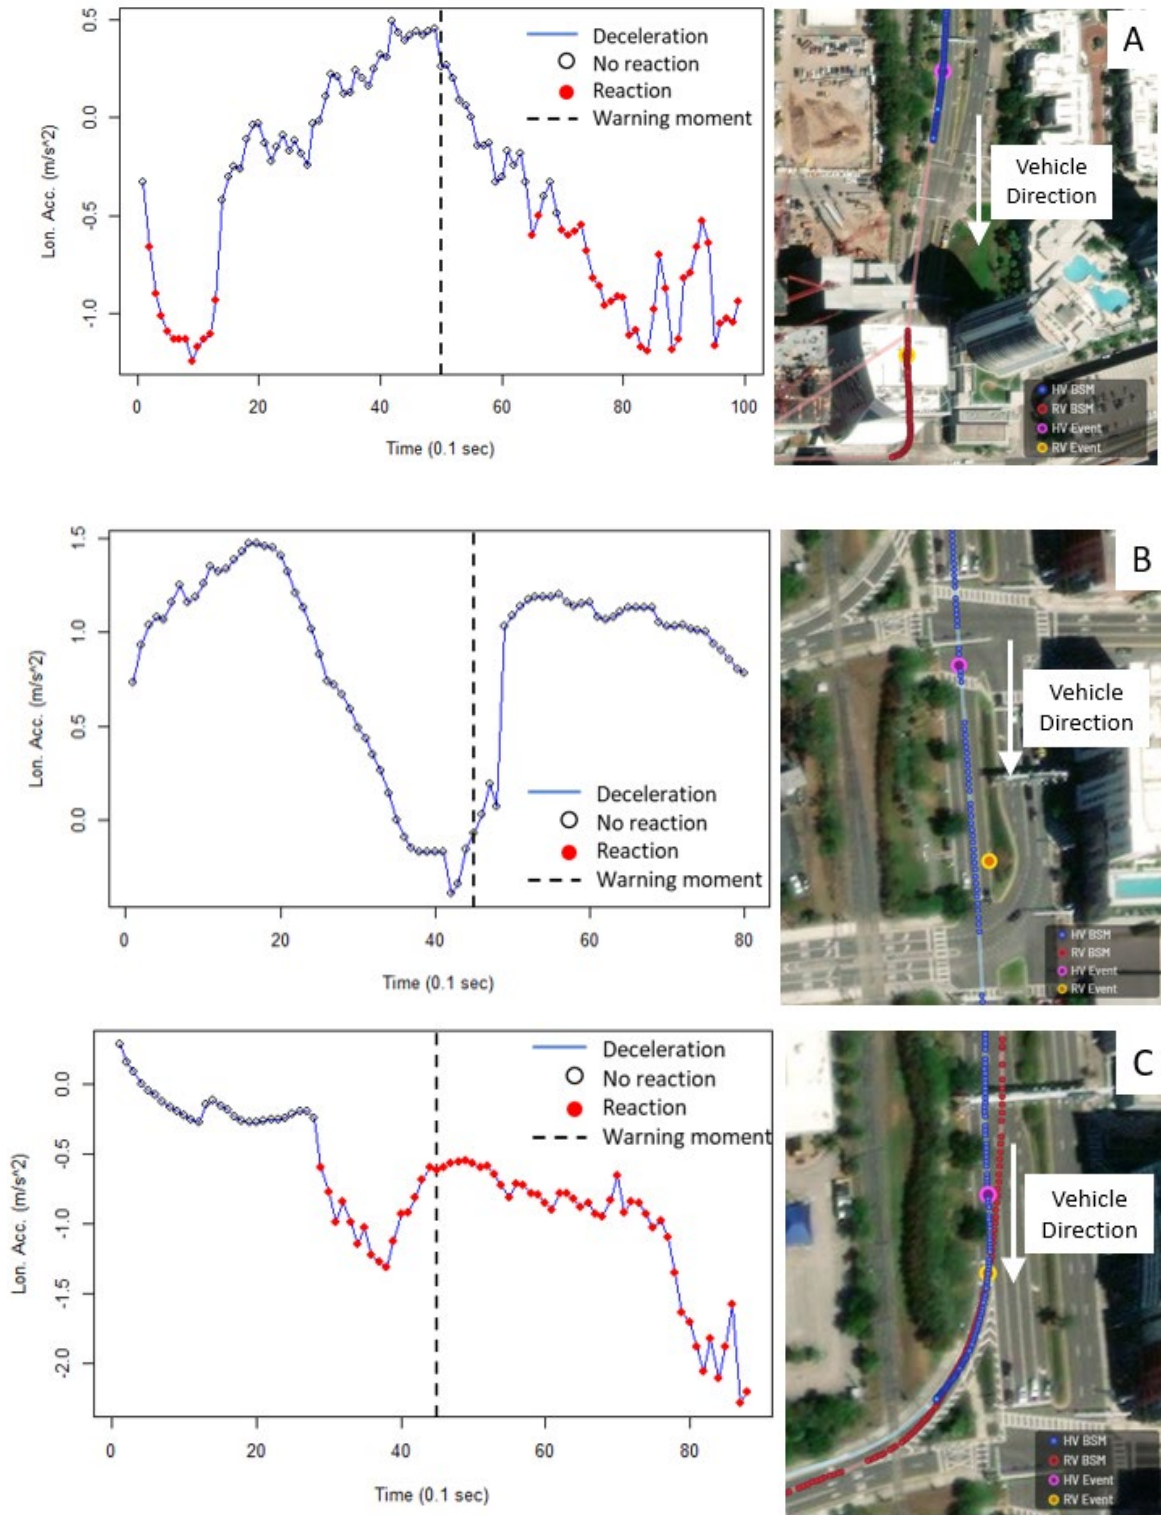 0.5
0.0
-0.5
-1.0
Lon. Acc. (m/s^2)
Deceleration
No reaction
Reaction
Warning moment
0 20 40 60 80 100
Time (0.1 sec)
A
Vehicle
Direction
HV BSM
RV BSM
HV Event
RV Event
1.5
1.0
0.5
0.0
Lon. Acc. (m/s^2)
Deceleration
No reaction
Reaction
Warning moment
0 20 40 60 80
Time (0.1 sec)
B
Vehicle
Direction
HV BSM
RV BSM
HV Event
RV Event
0.0
-0.5
-1.0
-1.5
-2.0
Lon. Acc. (m/s^2)
Deceleration
No reaction
Reaction
Warning moment
0 20 40 60 80
Time (0.1 sec)
C
Vehicle
Direction
HV BSM
RV BSM
HV Event
RV Event